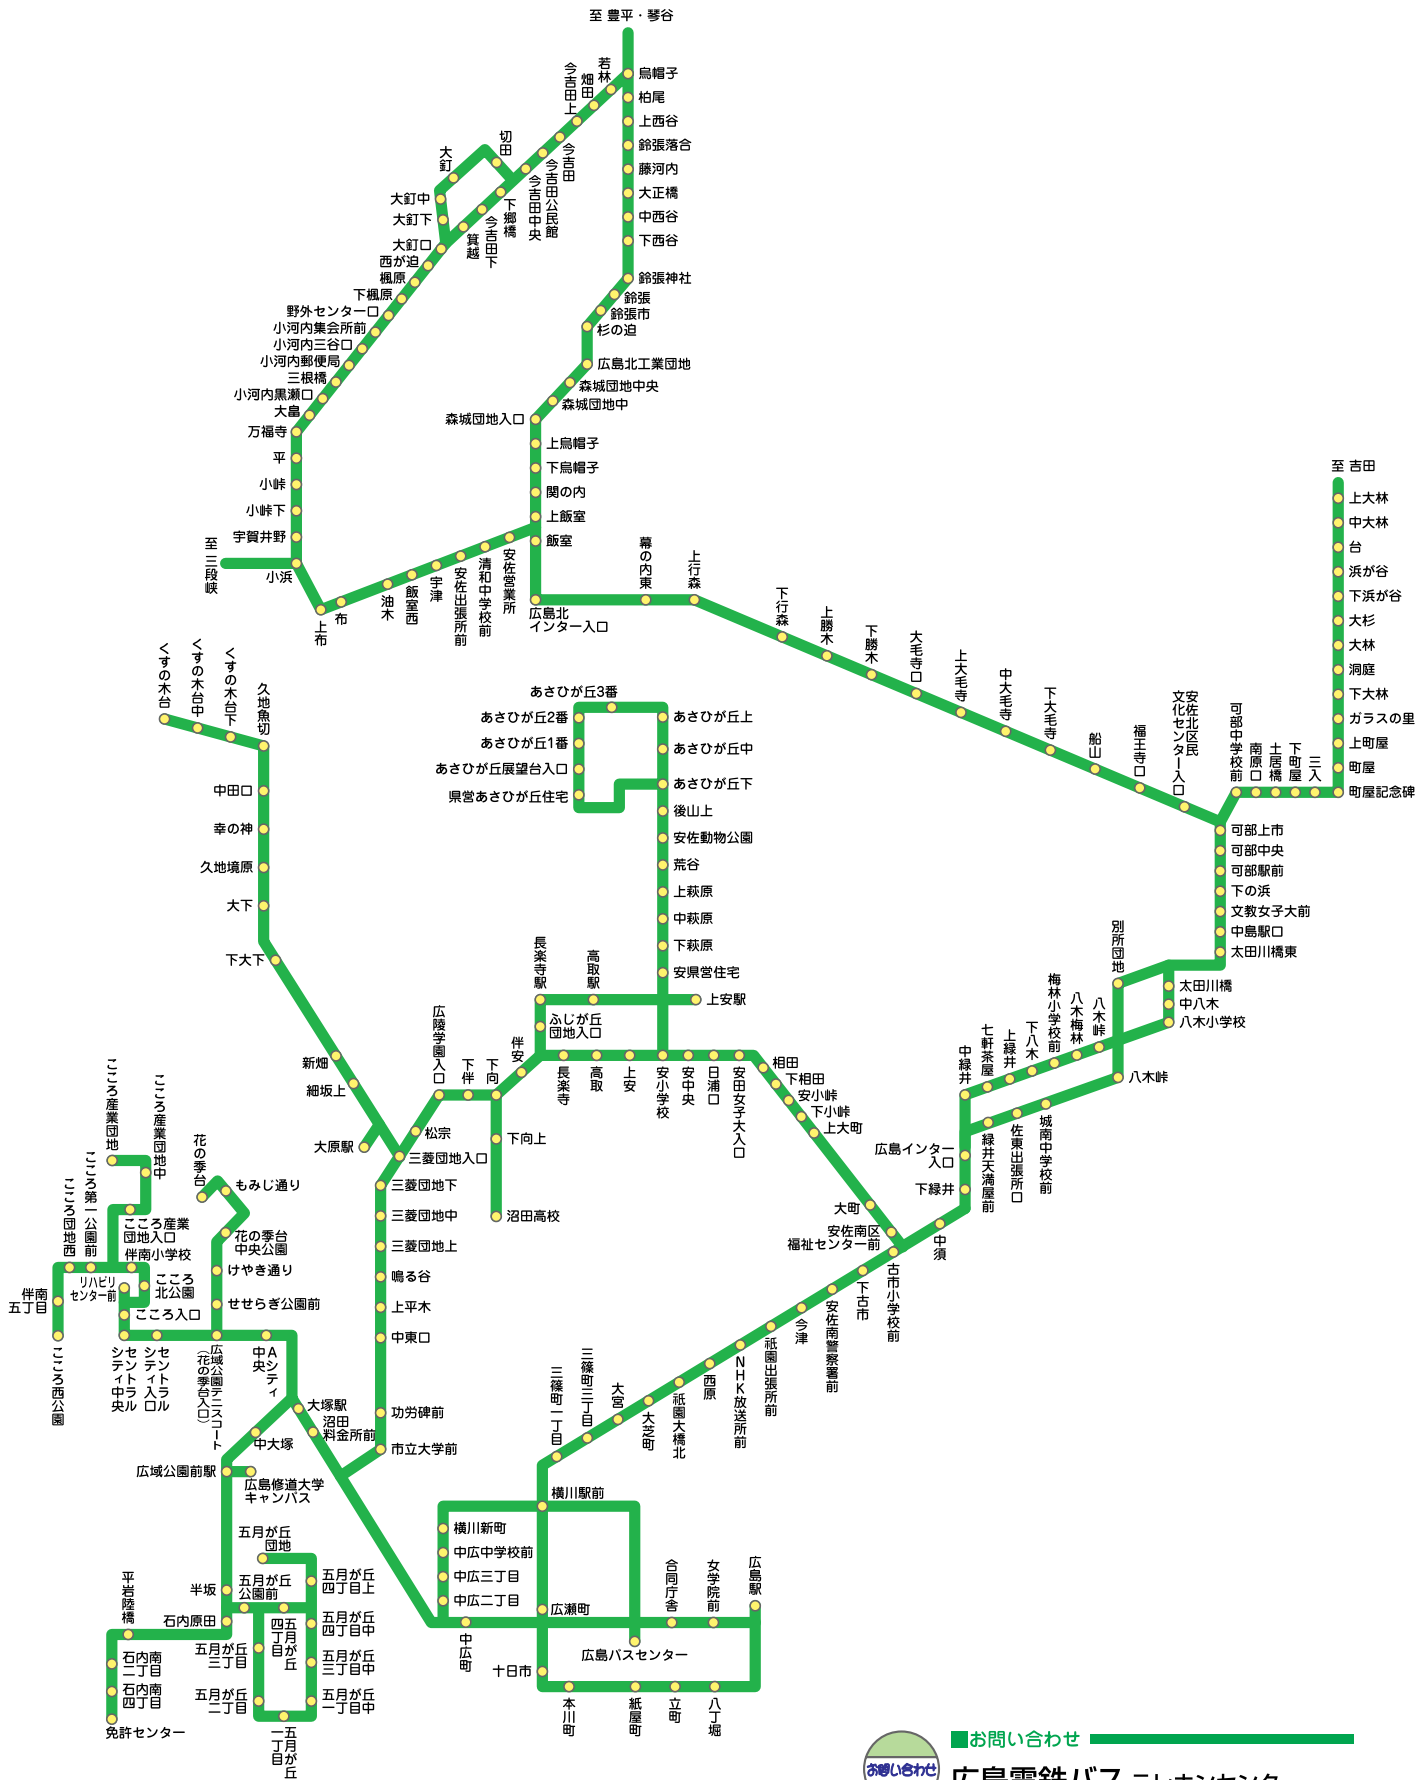 至 豊平・琴谷
烏帽子
柏尾
上西谷
鈴張落合
藤河内
大正橋
中西谷
下西谷
鈴張神社
鈴張
鈴張市
杉の迫
広島北工業団地
森城団地中央
森城団地中
森城団地入口
上烏帽子
下烏帽子
関の内
上飯室
飯室
若林
畑田
今吉田上
今吉田
今吉田公民館
今吉田中央
切田
大釘
大釘中
大釘下
下郷橋
今吉田下
箕越
大釘口
西が迫
楓原
下楓原
野外センター口
小河内集会所前
小河内三谷口
小河内郵便局
三根橋
小河内黒瀬口
大畠
万福寺
平
小峠
小峠下
宇賀井野
至 三段峡
小浜
上布
布
油木
飯室西
宇津
安佐出張所前
清和中学校前
安佐営業所
広島北
インター入口
幕の内東
上行森
下行森
上勝木
下勝木
大毛寺口
上大毛寺
中大毛寺
下大毛寺
船山
福王寺口
安佐北区民
文化センター入口
可部中学校前
南原口
土居橋
下町屋
三入
至 吉田
上大林
中大林
台
浜が谷
下浜が谷
大杉
大林
洞庭
下大林
ガラスの里
上町屋
町屋
町屋記念碑
可部上市
可部中央
可部駅前
下の浜
文教女子大前
中島駅口
太田川橋東
太田川橋
中八木
八木小学校
別所団地
八木峠
八木峠
八木梅林
梅林小学校前
下八木
上緑井
七軒茶屋
中緑井
城南中学校前
佐東出張所口
緑井天満屋前
広島インター
入口
下緑井
中須
くすの木台
くすの木台中
くすの木台下
久地魚切
中田口
幸の神
久地境原
大下
下大下
新畑
細坂上
大原駅
あさひが丘3番
あさひが丘2番
あさひが丘1番
あさひが丘展望台入口
県営あさひが丘住宅
あさひが丘上
あさひが丘中
あさひが丘下
後山上
安佐動物公園
荒谷
上萩原
中萩原
下萩原
安県営住宅
上安駅
高取駅
長楽寺駅
ふじが丘
団地入口
伴安
下向
下伴
広陵学園入口
長楽寺
高取
上安
安小学校
安中央
日浦口
安田女子大入口
相田
下相田
安小峠
下小峠
上大町
大町
安佐南区
福祉センター前
古市小学校前
下古市
安佐南警察署前
今津
祇園出張所前
NHK放送所前
西原
祇園大橋北
大芝町
大宮
三篠町三丁目
三篠町一丁目
松宗
三菱団地入口
下向上
沼田高校
三菱団地下
三菱団地中
三菱団地上
鳴る谷
上平木
中東口
功労碑前
市立大学前
こころ産業団地
こころ産業団地中
こころ産業
団地入口
こころ第一公園前
こころ団地西
伴南小学校
こころ
北公園
リハビリ
センター前
伴南
五丁目
こころ西公園
こころ入口
セントラル
シティ中央
セントラル
シティ入口
花の季台
もみじ通り
花の季台
中央公園
けやき通り
せせらぎ公園前
広域公園テニスコート
（花の季台入口）
Aシティ
中央
大塚駅
沼田
料金所前
中大塚
広域公園前駅
広島修道大学
キャンパス
五月が丘
団地
五月が丘
四丁目上
五月が丘
公園前
半坂
石内原田
平岩陸橋
五月が丘
四丁目
五月が丘
四丁目中
五月が丘
三丁目
五月が丘
三丁目中
五月が丘
二丁目
五月が丘
一丁目中
五月が丘
一丁目
石内南
二丁目
石内南
四丁目
免許センター
横川駅前
横川新町
中広中学校前
中広三丁目
中広二丁目
広瀬町
中広町
十日市
広島バスセンター
合同庁舎
女学院前
広島駅
本川町
紙屋町
立町
八丁堀
お問い合わせ
お問い合わせ
広島電鉄バス テレホンセンター